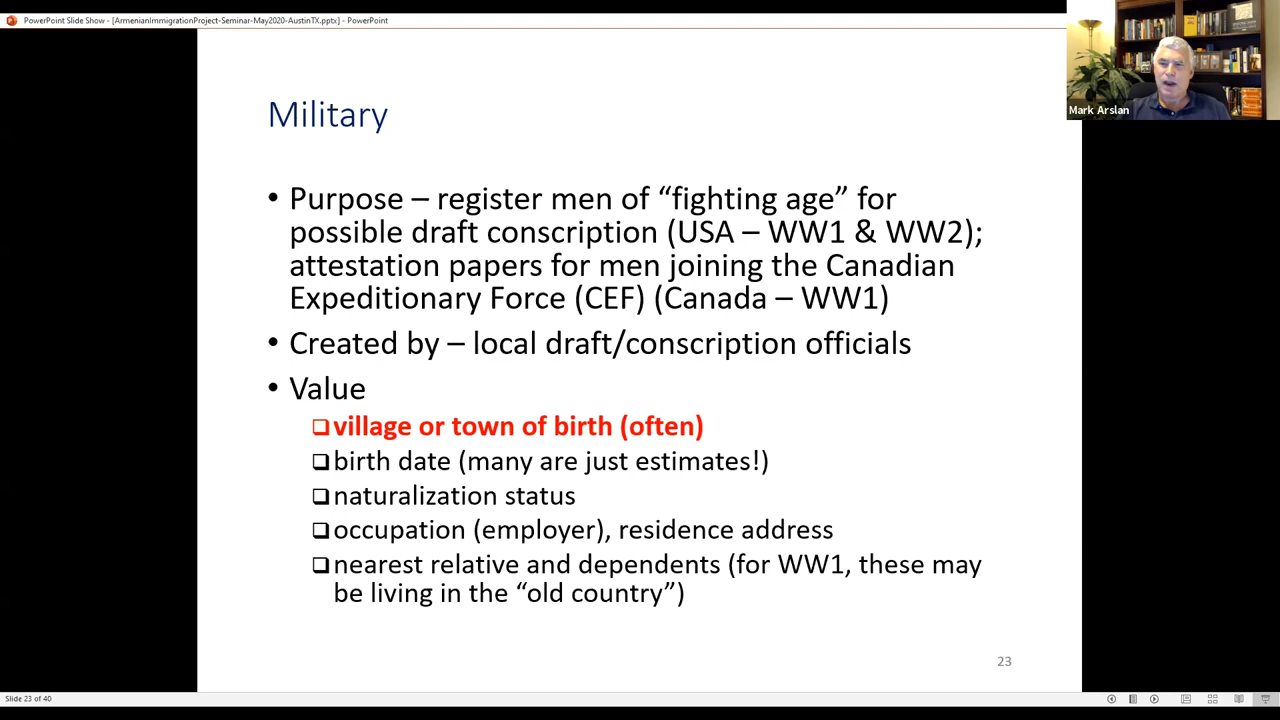 PowerPoint Slide Show - [ArmenianImmigrationProject-Seminar-May2020-AustinTX.pptx] - PowerPoint
Mark Arslan
Military
• Purpose – register men of “fighting age” for
possible draft conscription (USA – WW1 & WW2);
attestation papers for men joining the Canadian
Expeditionary Force (CEF) (Canada – WW1)
• Created by – local draft/conscription officials
• Value
❑village or town of birth (often)
❑birth date (many are just estimates!)
❑naturalization status
❑occupation (employer), residence address
❑nearest relative and dependents (for WW1, these may
be living in the “old country”)
23
Slide 23 of 40